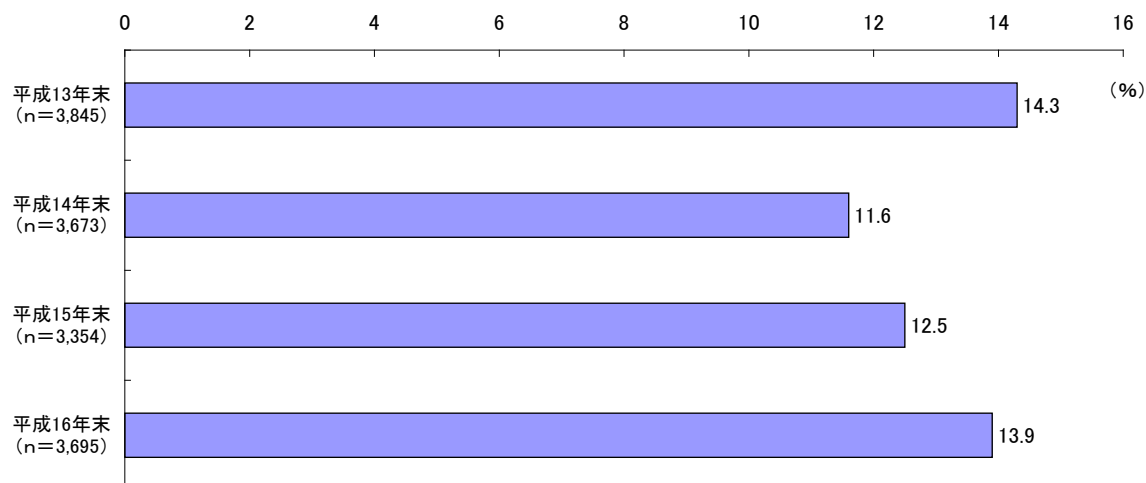 0 2 4 6 8 10 12 14 16
(%)
平成13年末
(n=3,845)
14.3
平成14年末
(n=3,673)
11.6
平成15年末
(n=3,354)
12.5
平成16年末
(n=3,695)
13.9